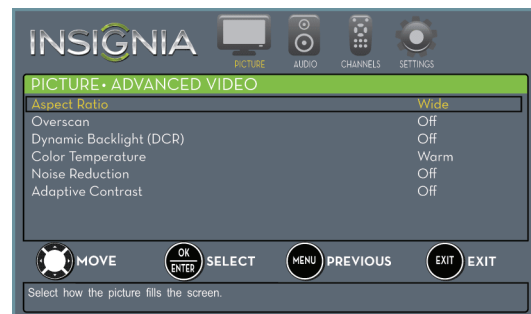 INSIGNIA
PICTURE AUDIO CHANNELS SETTINGS
PICTURE• ADVANCED VIDEO
Aspect Ratio Wide
Overscan Off
Dynamic Backlight (DCR) Off
Color Temperature Warm
Noise Reduction Off
Adaptive Contrast Off
MOVE OK ENTER SELECT MENU PREVIOUS EXIT EXIT
Select how the picture fills the screen.